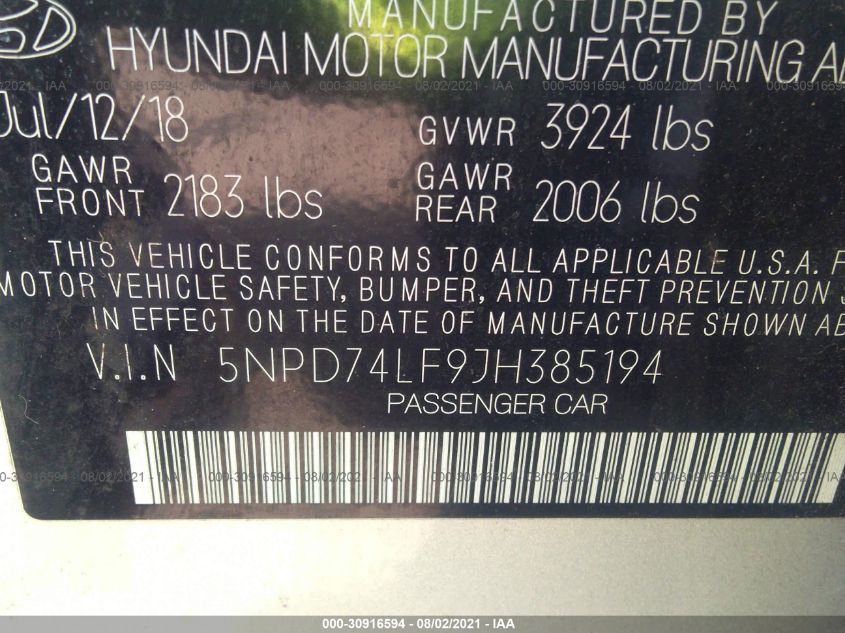 MANUFACTURED BY
HYUNDAI MOTOR MANUFACTURING
Jul/12/18 GVWR 3924 lbs
GAWR FRONT 2183 lbs GAWR REAR 2006 lbs
THIS VEHICLE CONFORMS TO ALL APPLICABLE U.S.A.
MOTOR VEHICLE SAFETY, BUMPER, AND THEFT PREVENTION
IN EFFECT ON THE DATE OF MANUFACTURE SHOWN
V.I.N 5NPD74LF9JH385194
PASSENGER CAR
000-30916594 - 08/02/2021 - IAA